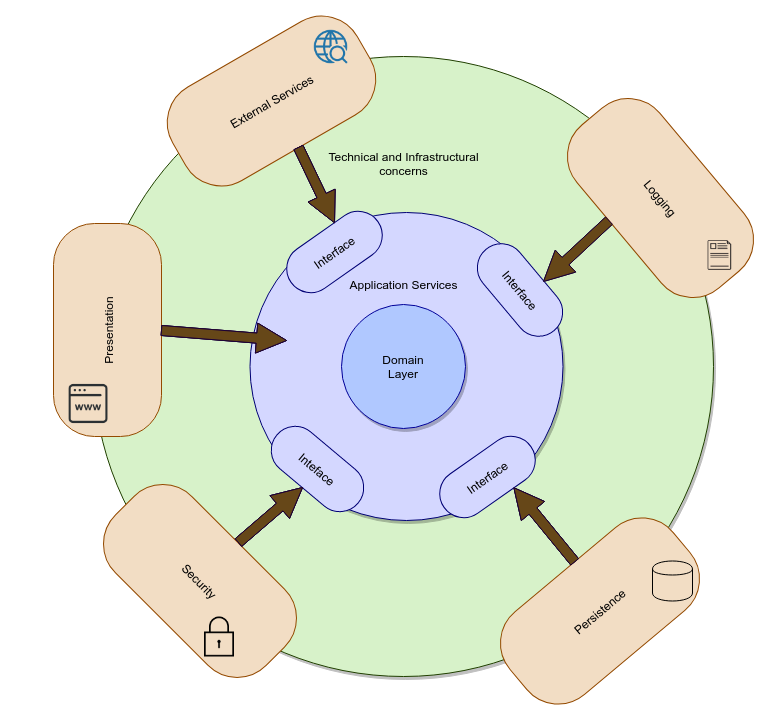 External Services
Technical and Infrastructural
concerns
Logging
Interface
Interface
Application Services
Presentation
www
Domain
Layer
Inteface
Interface
Security
Persistence